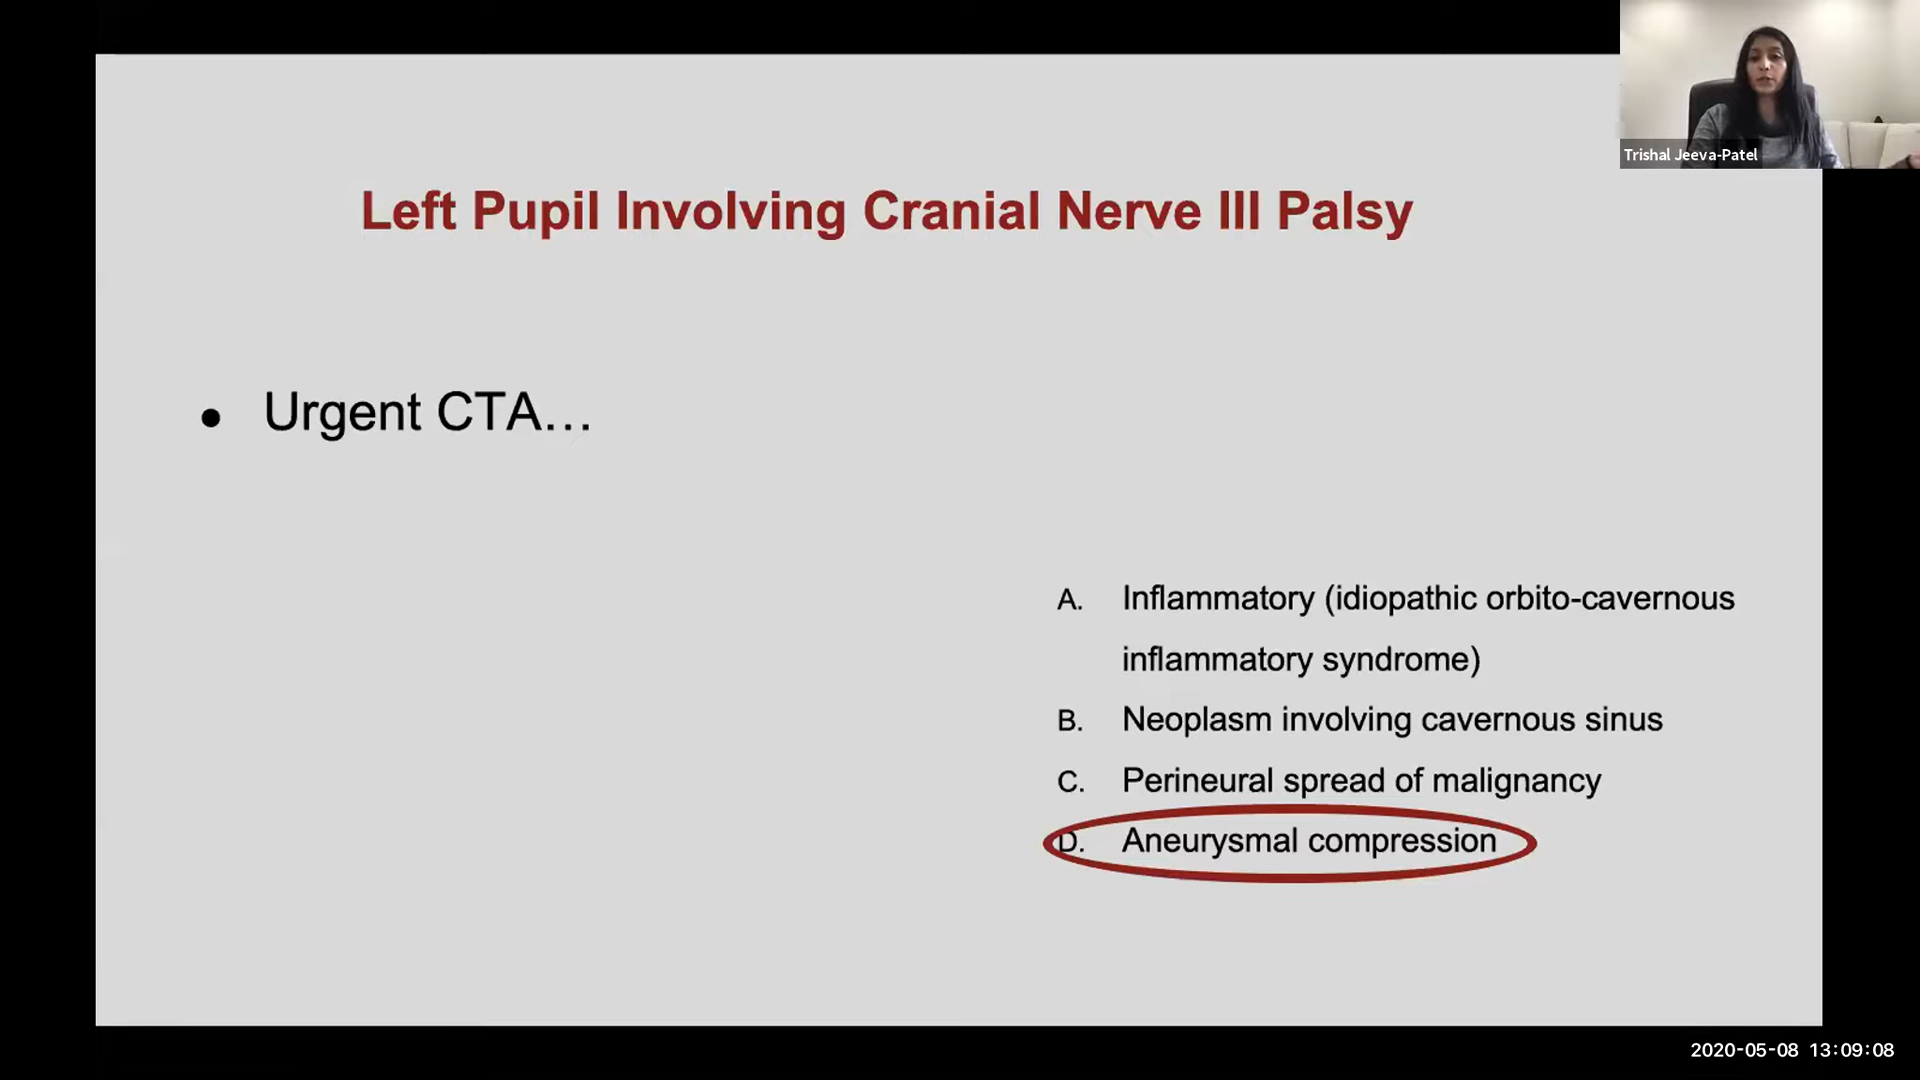 Trishal Jeeva-Patel
Left Pupil Involving Cranial Nerve III Palsy
● Urgent CTA…
A. Inflammatory (idiopathic orbito-cavernous
inflammatory syndrome)
B. Neoplasm involving cavernous sinus
C. Perineural spread of malignancy
D. Aneurysmal compression
2020-05-08 13:09:08